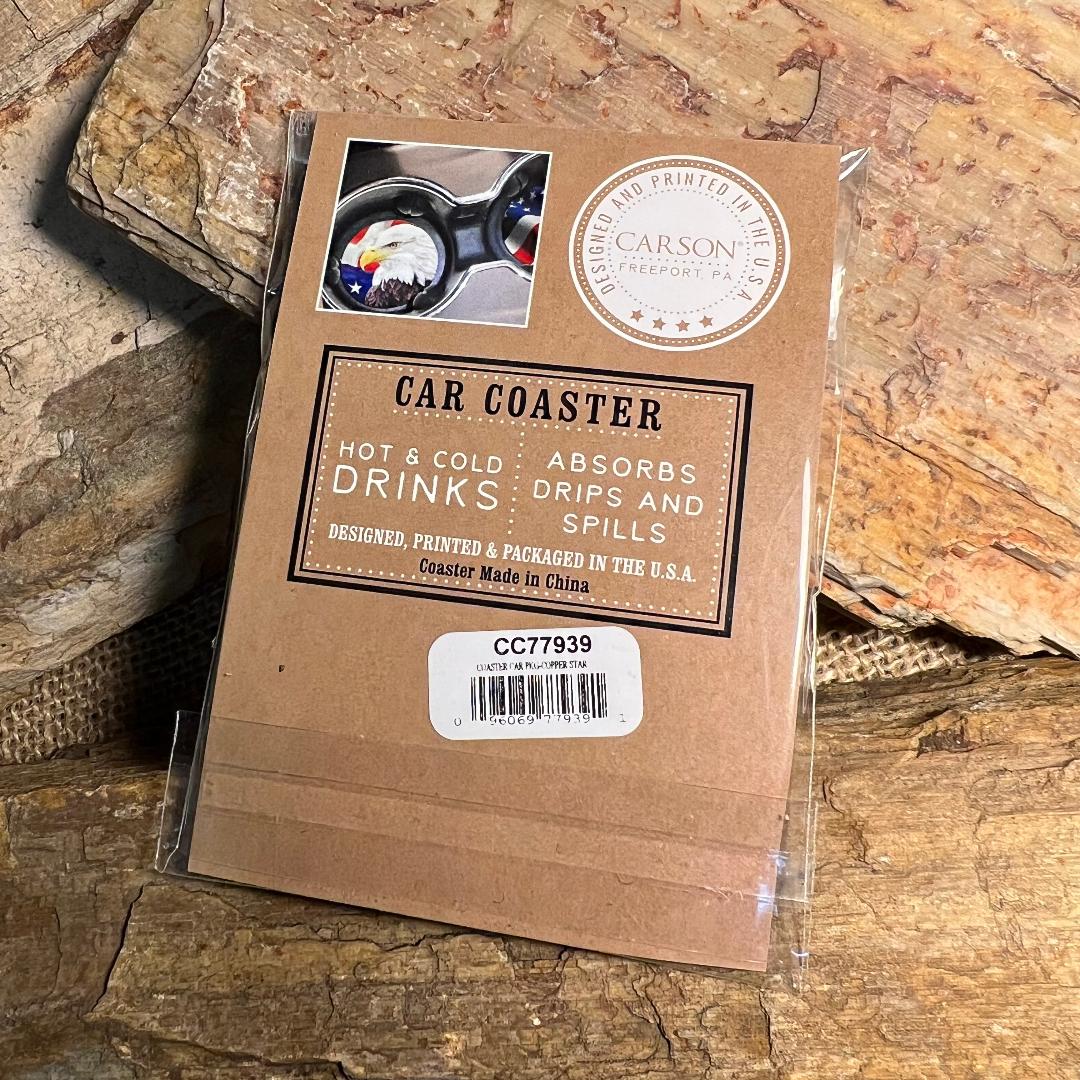 DESIGNED AND PRINTED IN THE U.S.A
CARSON®
FREEPORT, PA
CAR COASTER
HOT & COLD
DRINKS
ABSORBS
DRIPS AND
SPILLS
DESIGNED, PRINTED & PACKAGED IN THE U.S.A.
Coaster Made in China
CC77939
COASTER CAR PKG-COPPER STAR
0 96069 77939 1